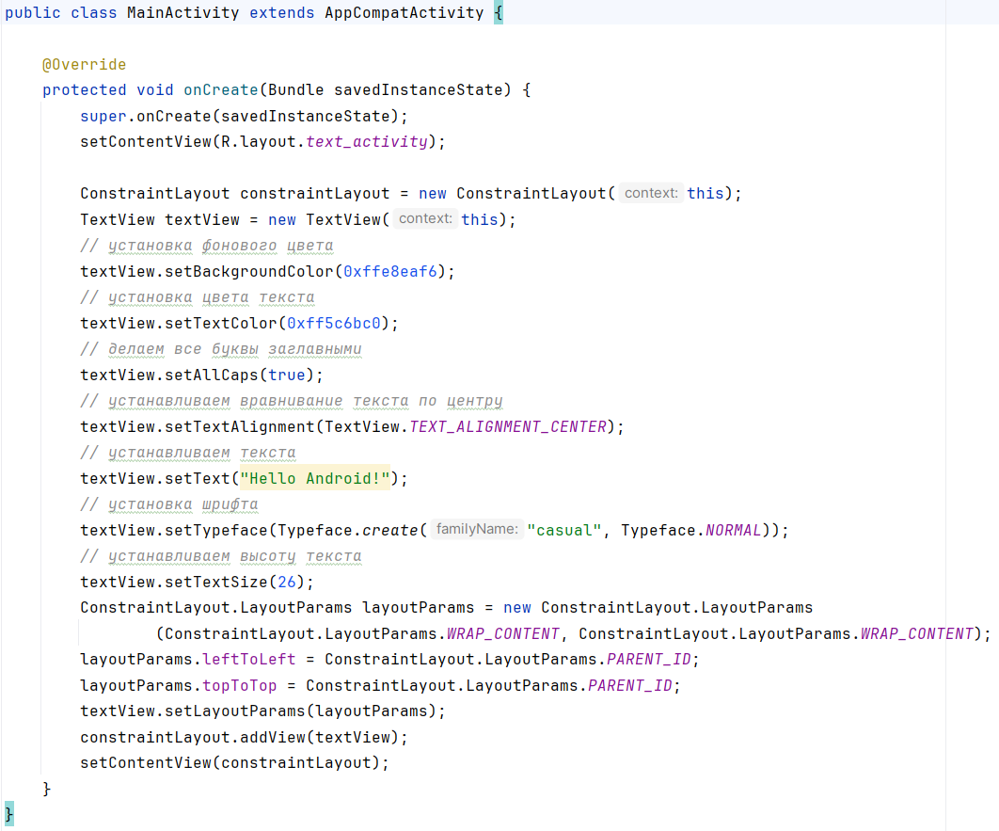 public class MainActivity extends AppCompatActivity {
@Override
protected void onCreate(Bundle savedInstanceState) {
super.onCreate(savedInstanceState);
setContentView(R.layout.text_activity);
ConstraintLayout constraintLayout = new ConstraintLayout( context: this);
TextView textView = new TextView( context: this);
// установка фонового цвета
textView.setBackgroundColor(0xffe8eaf6);
// установка цвета текста
textView.setTextColor(0xff5c6bc0);
// делаем все буквы заглавными
textView.setAllCaps(true);
// устанавливаем вравнивание текста по центру
textView.setTextAlignment(TextView.TEXT_ALIGNMENT_CENTER);
// устанавливаем текста
textView.setText("Hello Android!");
// установка шрифта
textView.setTypeface(Typeface.create( familyName: "casual", Typeface.NORMAL));
// устанавливаем высоту текста
textView.setTextSize(26);
ConstraintLayout.LayoutParams layoutParams = new ConstraintLayout.LayoutParams
(ConstraintLayout.LayoutParams.WRAP_CONTENT, ConstraintLayout.LayoutParams.WRAP_CONTENT);
layoutParams.leftToLeft = ConstraintLayout.LayoutParams.PARENT_ID;
layoutParams.topToTop = ConstraintLayout.LayoutParams.PARENT_ID;
textView.setLayoutParams(layoutParams);
constraintLayout.addView(textView);
setContentView(constraintLayout);
}
}